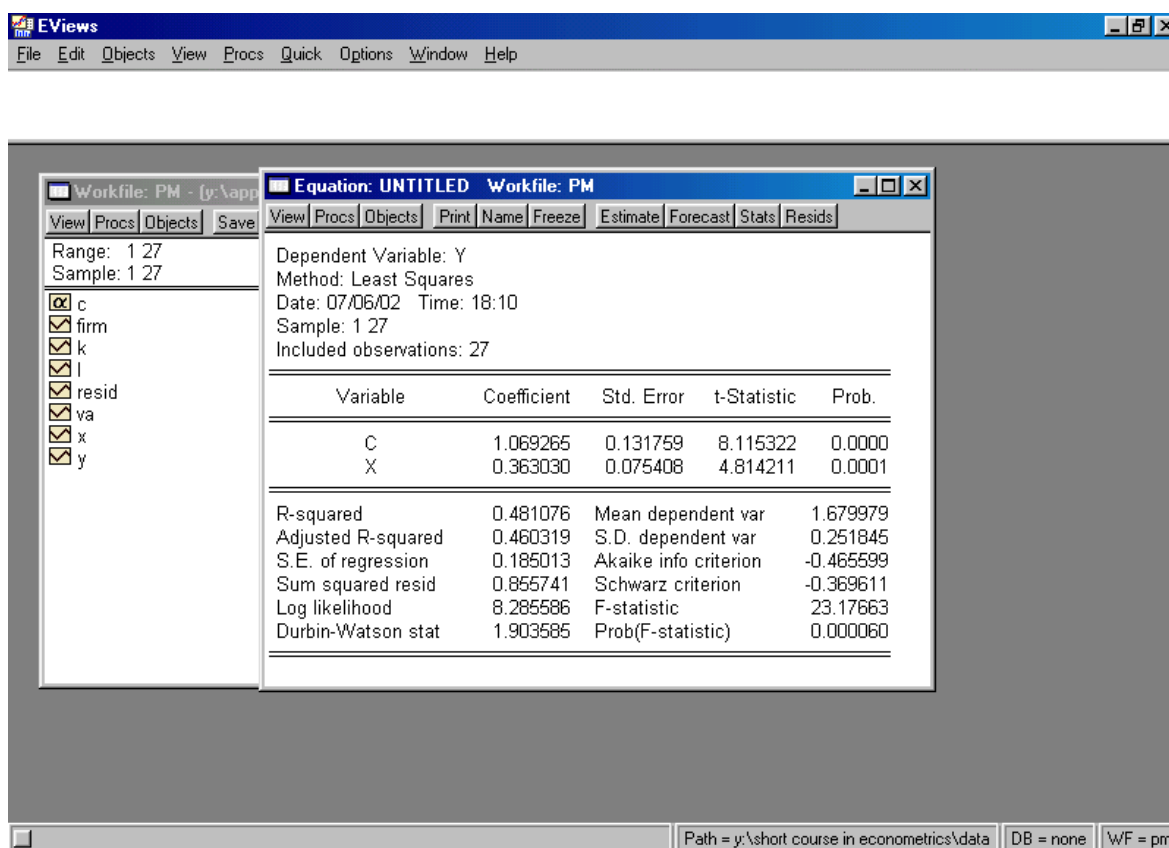 EViews
File Edit Objects View Procs Quick Options Window Help
Workfile: PM - (y:\app
View Procs Objects Save
Range: 1 27
Sample: 1 27
c
firm
k
l
resid
va
x
y
Equation: UNTITLED Workfile: PM
View Procs Objects Print Name Freeze Estimate Forecast Stats Resids
Dependent Variable: Y
Method: Least Squares
Date: 07/06/02 Time: 18:10
Sample: 1 27
Included observations: 27
Variable Coefficient Std. Error t-Statistic Prob.
C 1.069265 0.131759 8.115322 0.0000
X 0.363030 0.075408 4.814211 0.0001
R-squared 0.481076 Mean dependent var 1.679979
Adjusted R-squared 0.460319 S.D. dependent var 0.251845
S.E. of regression 0.185013 Akaike info criterion -0.465599
Sum squared resid 0.855741 Schwarz criterion -0.369611
Log likelihood 8.285586 F-statistic 23.17663
Durbin-Watson stat 1.903585 Prob(F-statistic) 0.000060
Path = y:\short course in econometrics\data DB = none WF = pm